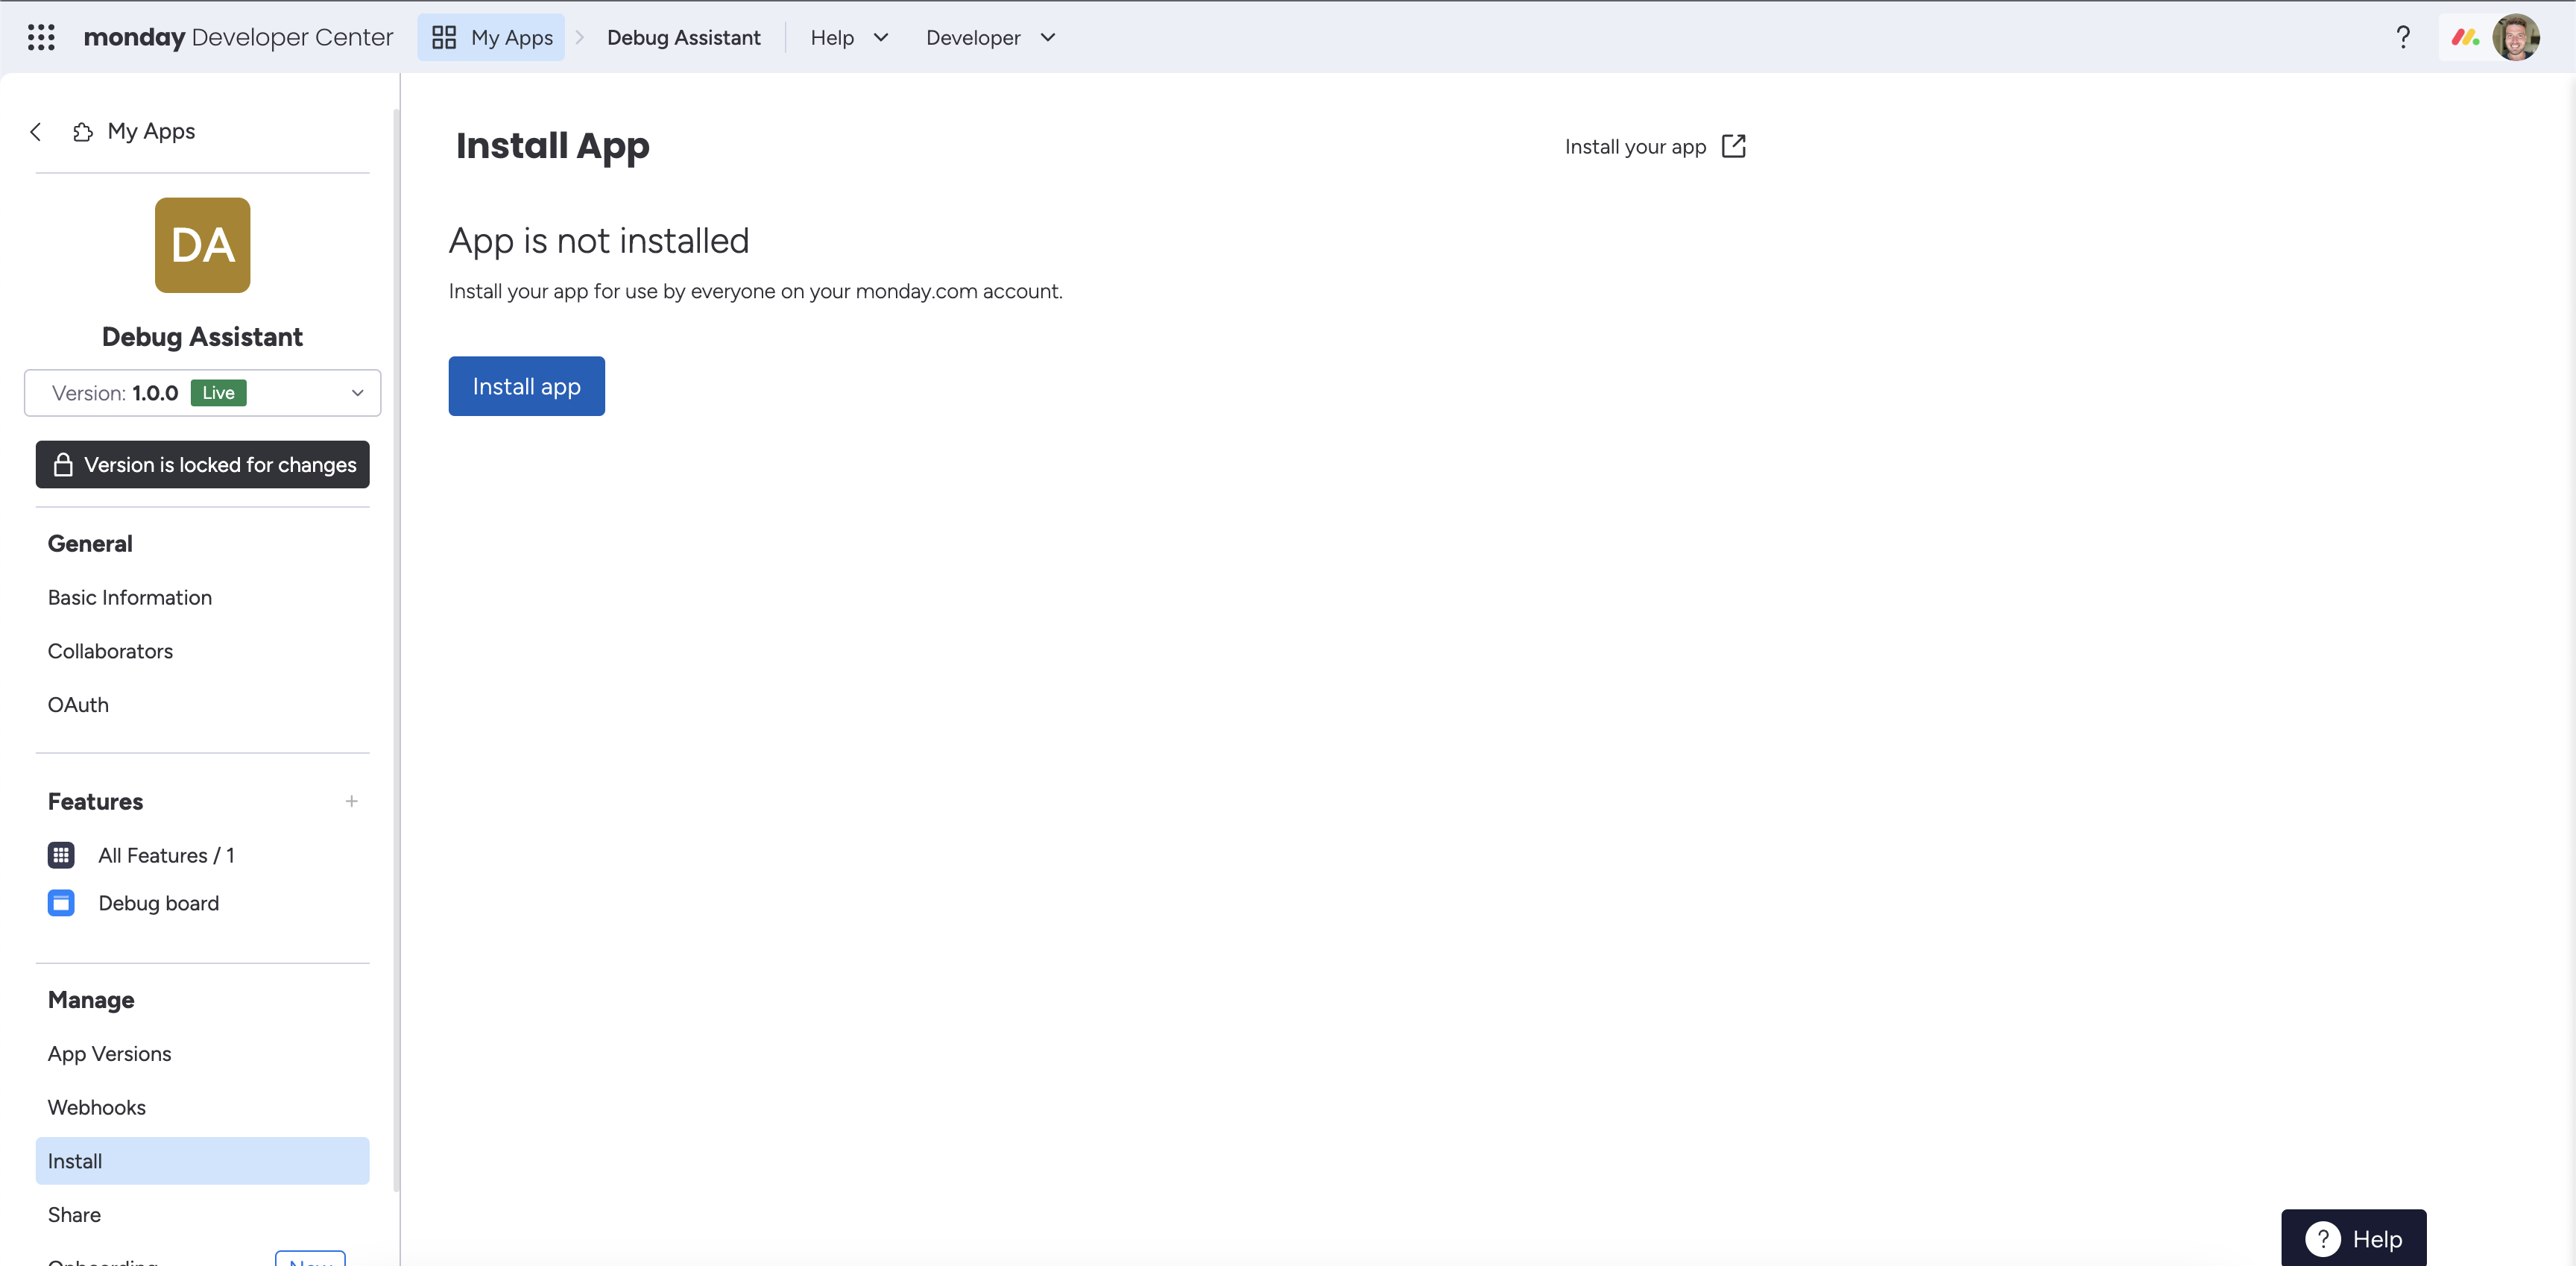 monday Developer Center My Apps Debug Assistant Help Developer ?
My Apps
DA
Debug Assistant
Version: 1.0.0 Live
Version is locked for changes
General
Basic Information
Collaborators
OAuth
Features +
All Features / 1
Debug board
Manage
App Versions
Webhooks
Install
Share
Install App
Install your app
App is not installed
Install your app for use by everyone on your monday.com account.
Install app
? Help